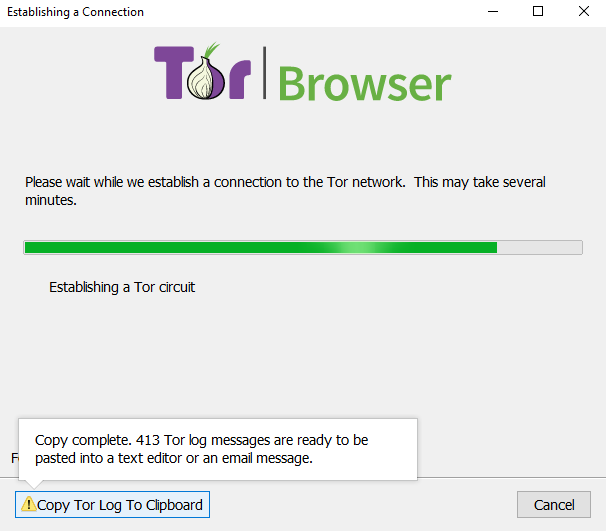 Establishing a Connection
Tor Browser
Please wait while we establish a connection to the Tor network.  This may take several
minutes.
Establishing a Tor circuit
Copy complete. 413 Tor log messages are ready to be
pasted into a text editor or an email message.
Copy Tor Log To Clipboard
Cancel